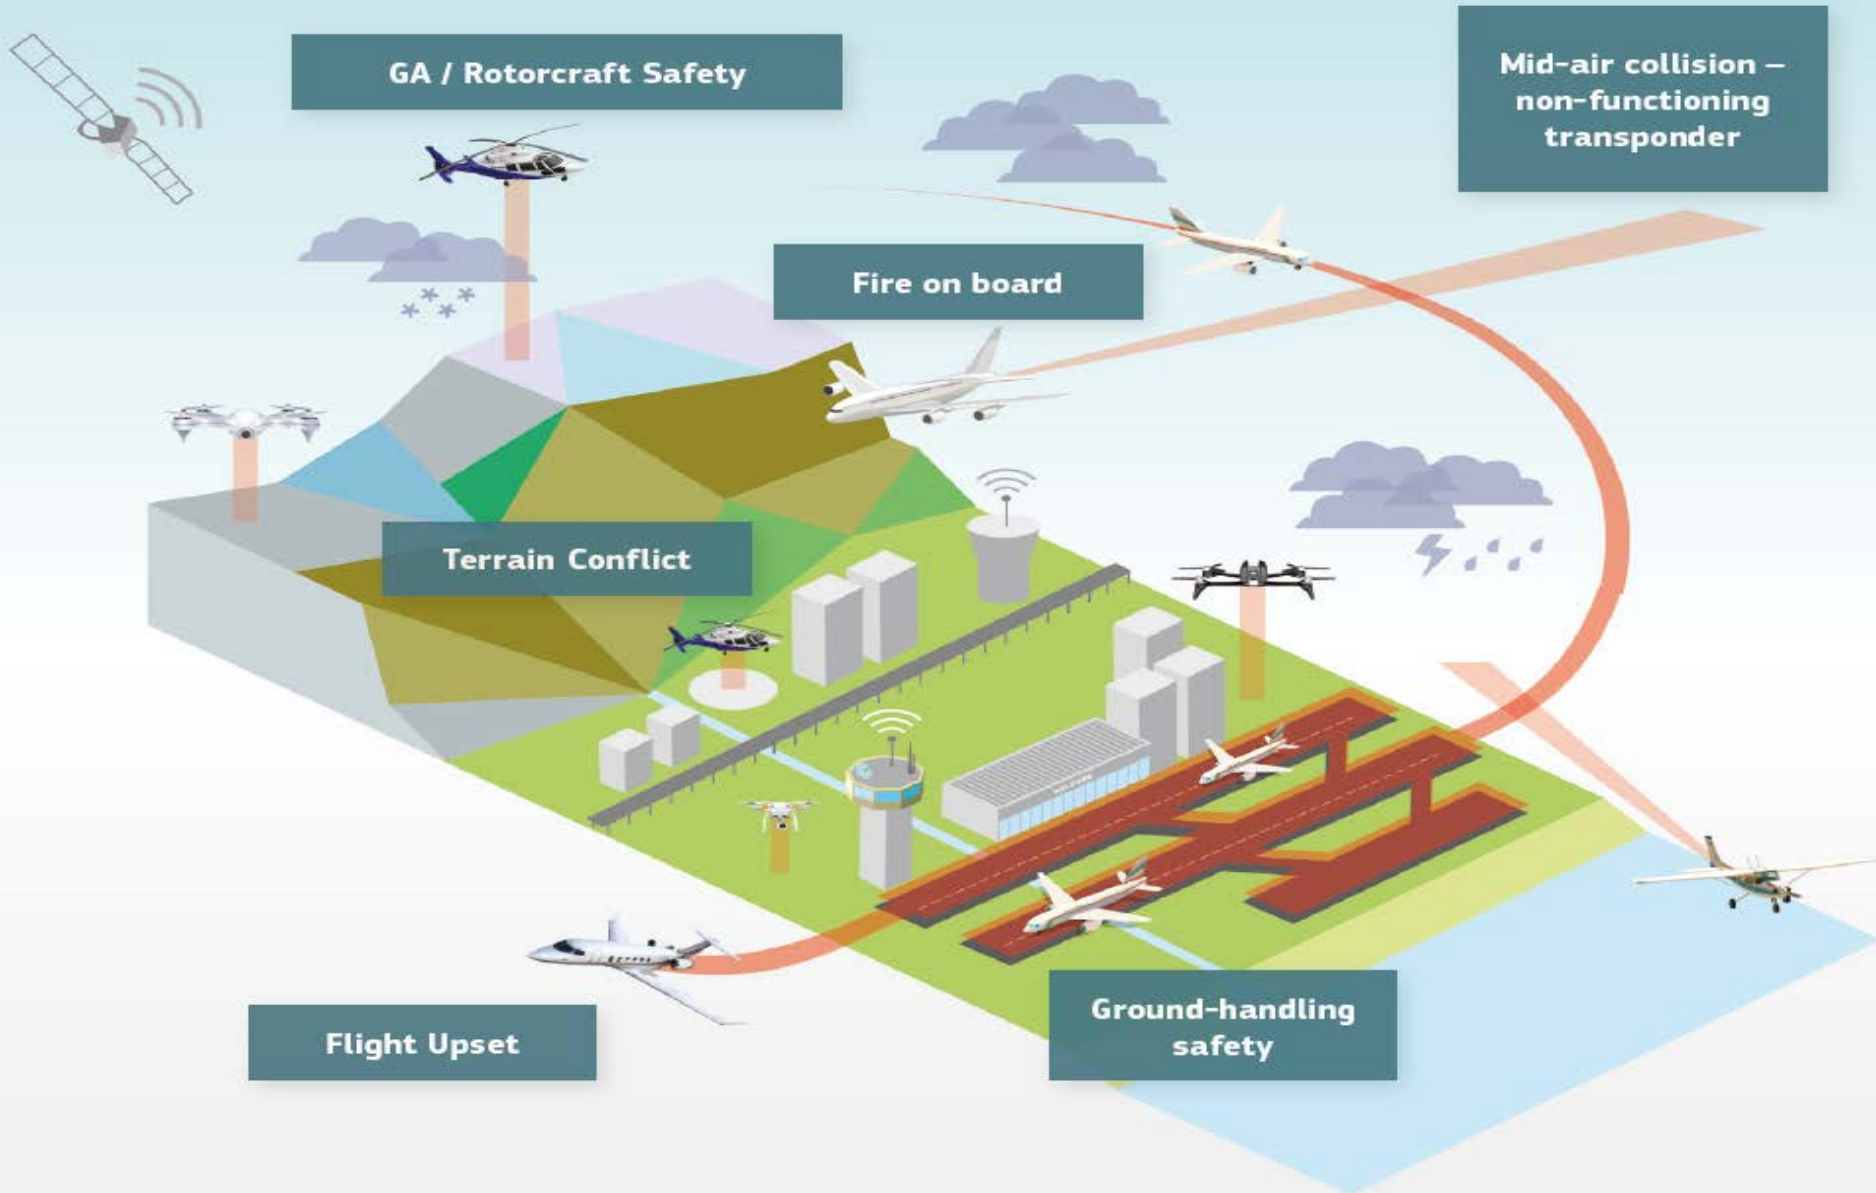 GA / Rotorcraft Safety
Mid-air collision –
non-functioning
transponder
Fire on board
Terrain Conflict
Flight Upset
Ground-handling
safety